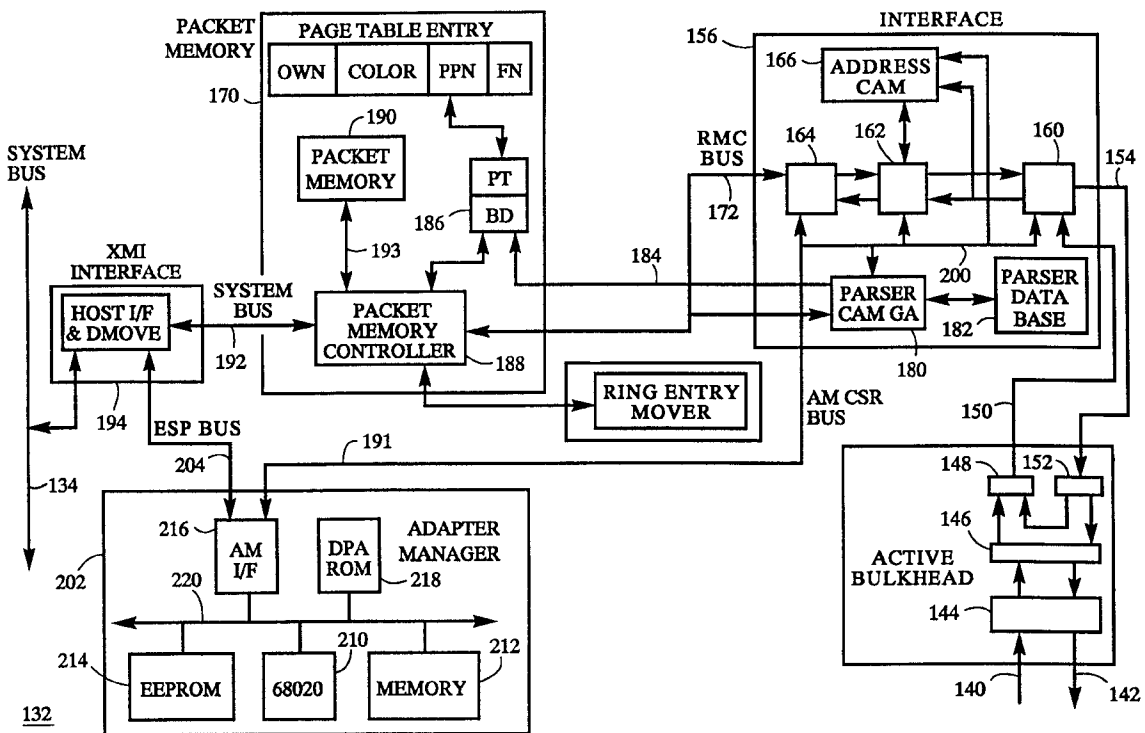 PACKET
MEMORY
170
PAGE TABLE ENTRY
OWN COLOR PPN FN
190
PACKET
MEMORY
PT
186 BD
193
PACKET
MEMORY
CONTROLLER
188
RING ENTRY
MOVER
SYSTEM
BUS
134
XMI
INTERFACE
HOST I/F
& DMOVE
194
SYSTEM
BUS
192
ESP BUS
204
191
184
RMC
BUS
172
INTERFACE
156
166 ADDRESS
CAM
164 162 160
154
200
PARSER
CAM GA
180
PARSER
DATA
BASE
182
AM CSR
BUS
150
148 152
146
ACTIVE
BULKHEAD
144
140 142
202
216
AM
I/F
DPA
ROM
218
ADAPTER
MANAGER
220
214 210 212
EEPROM 68020 MEMORY
132